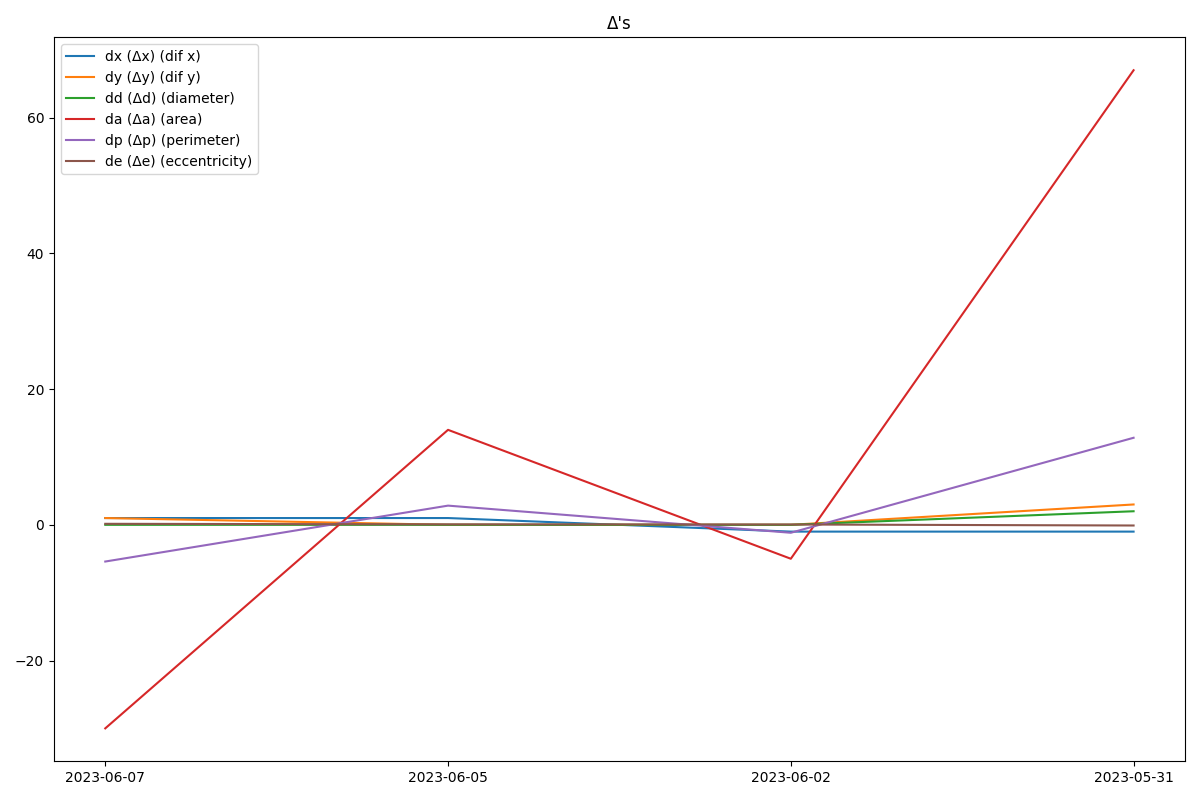 Δ's
dx (Δx) (dif x)
dy (Δy) (dif y)
dd (Δd) (diameter)
da (Δa) (area)
dp (Δp) (perimeter)
de (Δe) (eccentricity)
60
40
20
0
−20
2023-06-07 2023-06-05 2023-06-02 2023-05-31